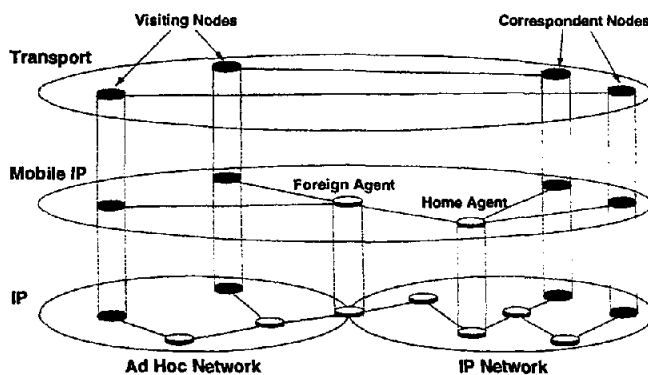 Visiting Nodes
Correspondent Nodes
Transport
Mobile IP
Foreign Agent
Home Agent
IP
Ad Hoc Network
IP Network